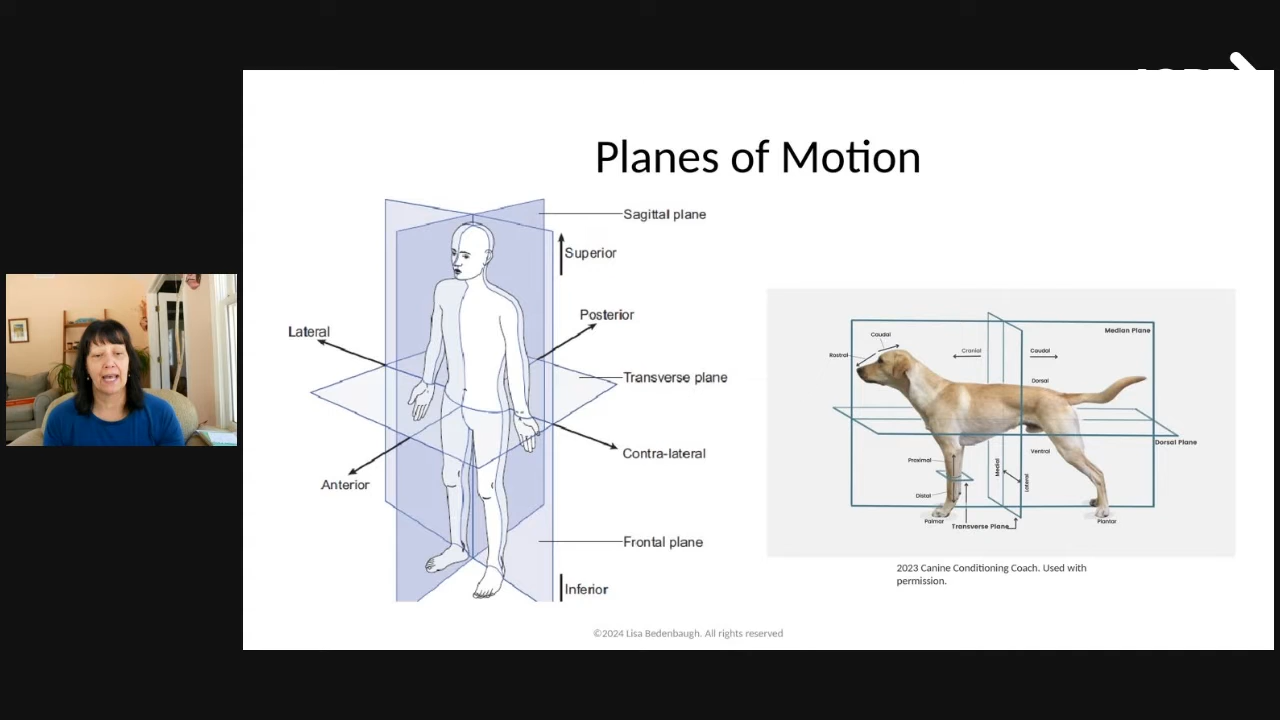 Planes of Motion
Sagittal plane
Superior
Posterior
Lateral
Transverse plane
Contra-lateral
Anterior
Frontal plane
Inferior
Median Plane
Caudal
Rostral
Cranial
Caudal
Dorsal
Dorsal Plane
Ventral
Proximal
Medial
Lateral
Distal
Palmar
Transverse Plane
Plantar
2023 Canine Conditioning Coach. Used with
permission.
©2024 Lisa Bedenbaugh. All rights reserved